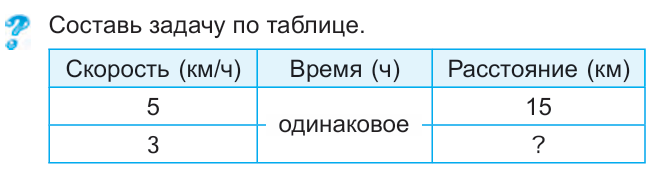 ? Составь задачу по таблице.
Скорость (км/ч) Время (ч) Расстояние (км)
5 15
одинаковое
3 ?